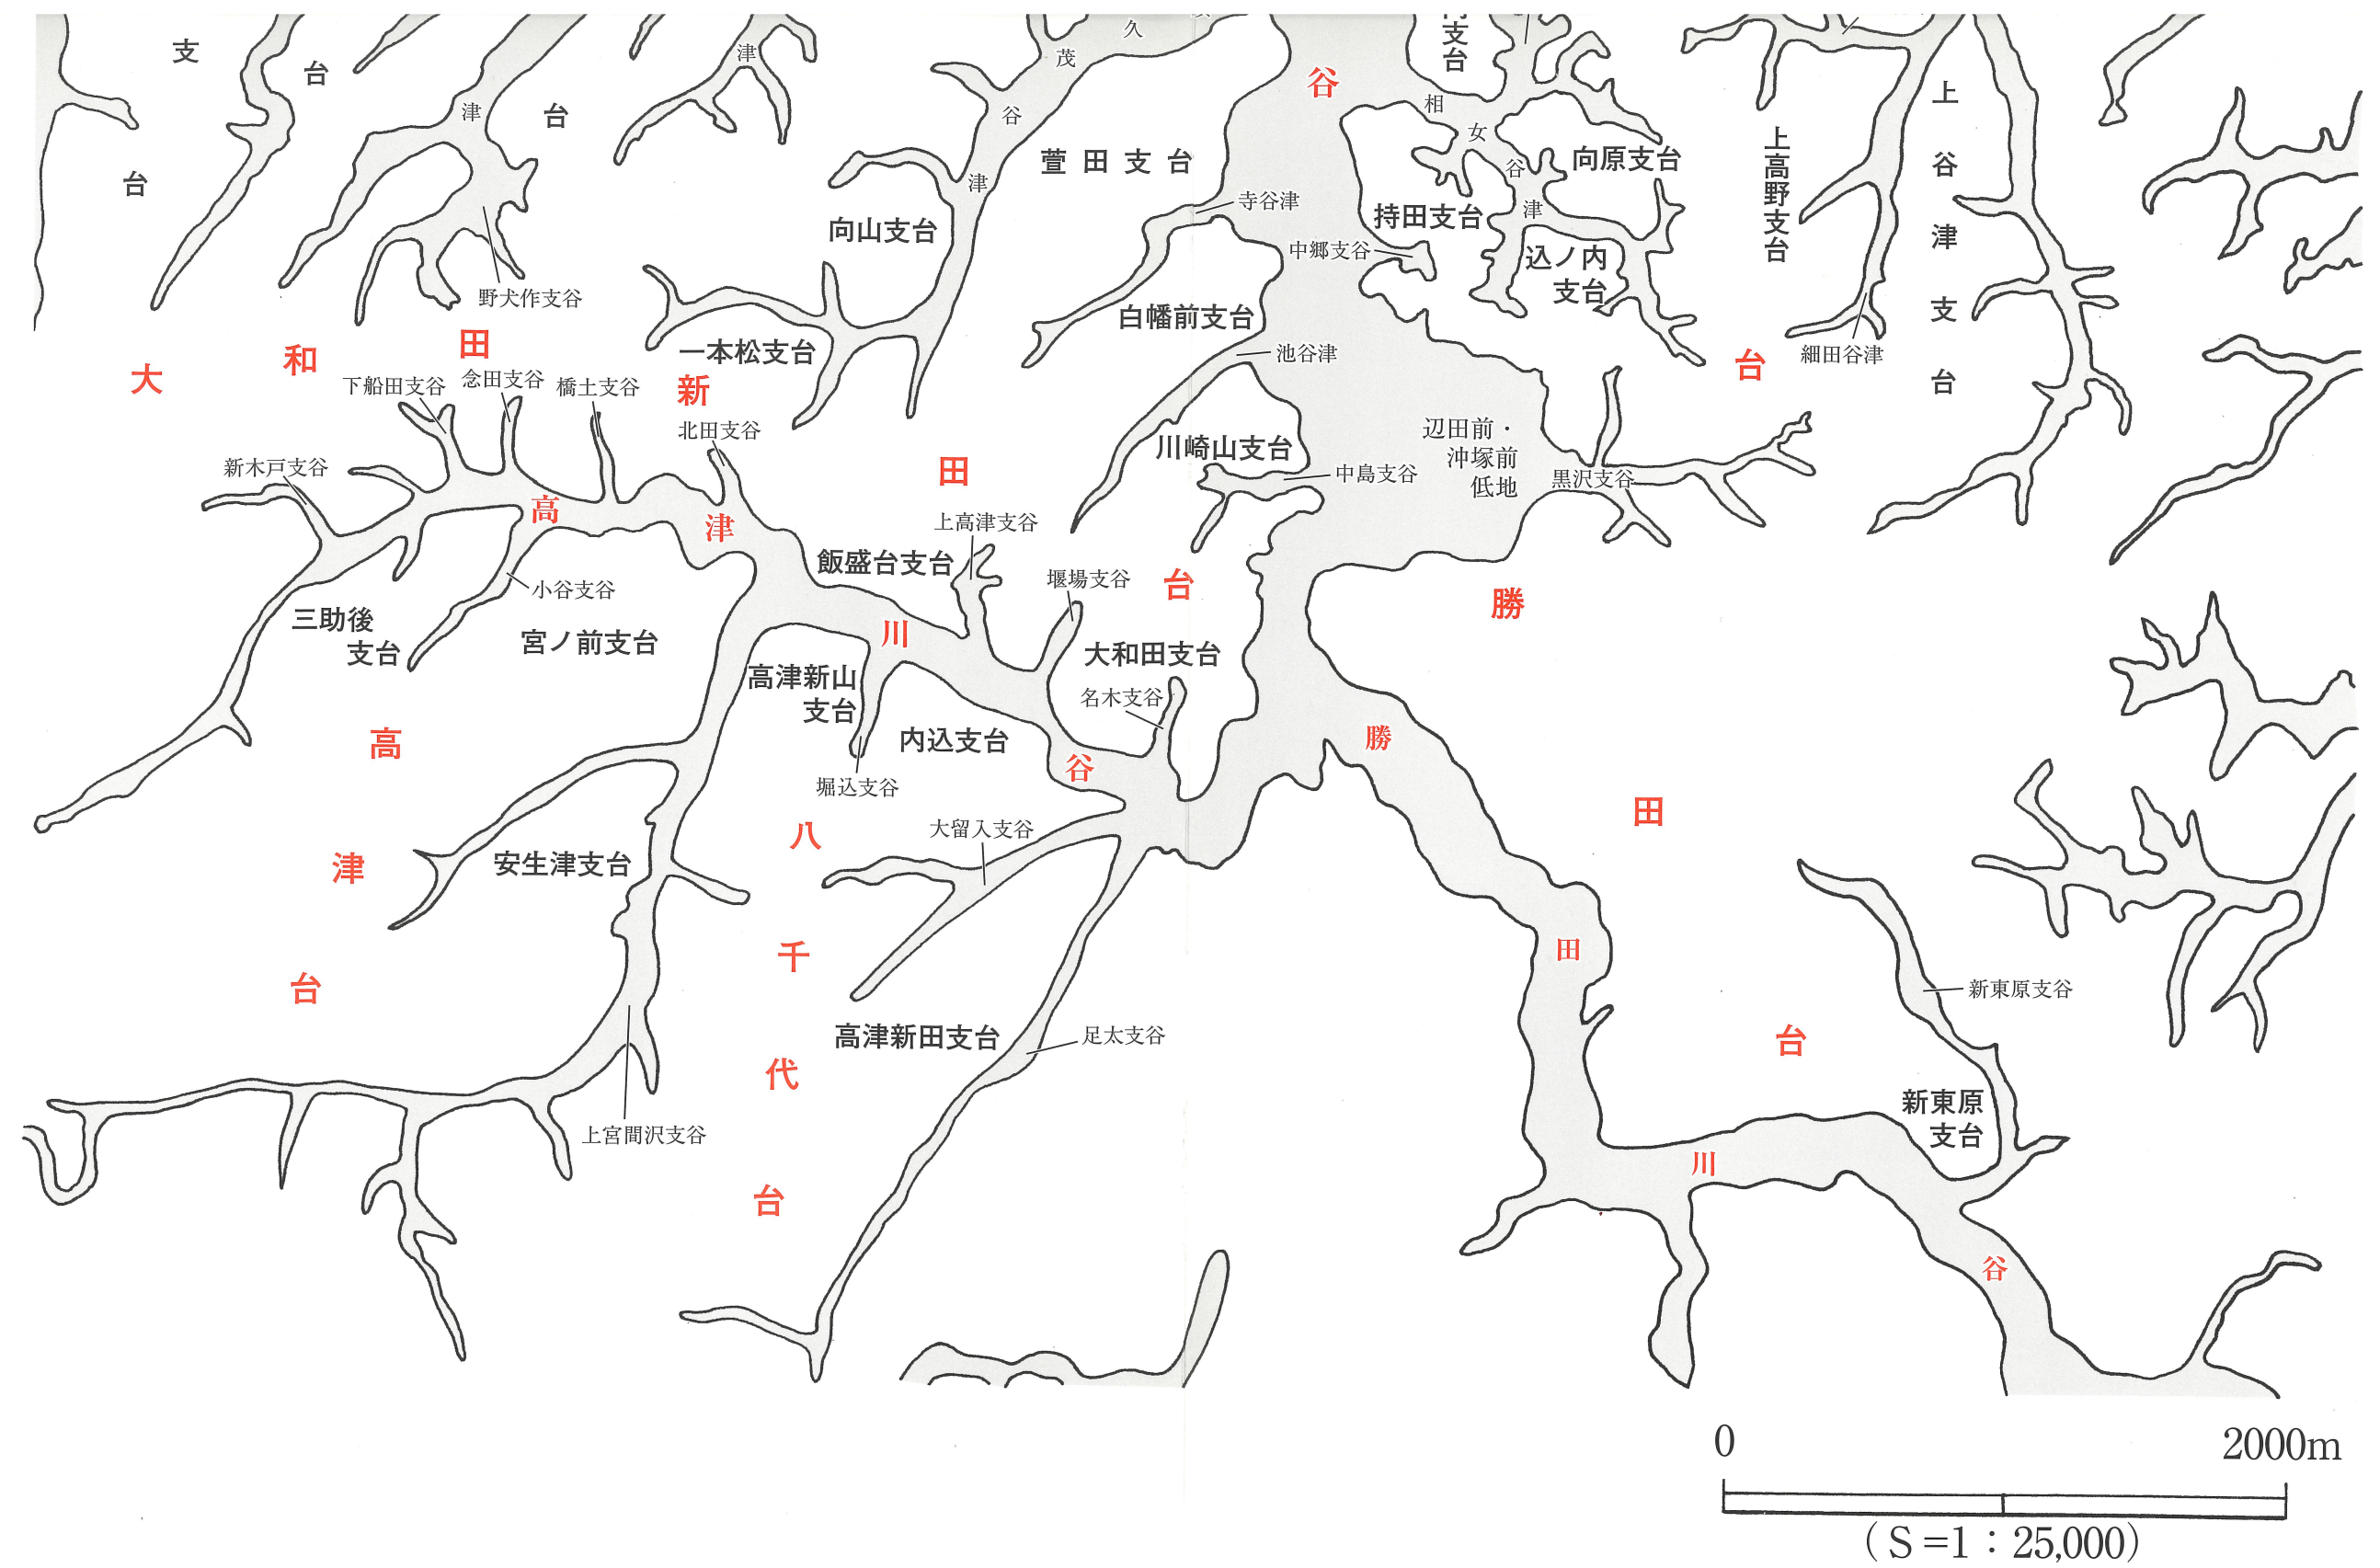 支
台
台
津
台
津
茂
久
谷
津
谷
支台
相
女
谷
津
上高野支台
上谷津支台
萱田支台
向原支台
向山支台
寺谷津
持田支台
中郷支谷
込ノ内
支台
野犬作支谷
白幡前支台
一本松支台
池谷津
細田谷津
大和田新田台
下船田支谷
念田支谷
橋土支谷
北田支谷
新木戸支谷
川崎山支台
中島支谷
辺田前・
沖塚前
低地
黒沢支谷
高津川谷
上高津支谷
飯盛台支台
堰場支谷
小谷支谷
三助後
支台
宮ノ前支台
大和田支台
高津新山
支台
名木支谷
内込支台
堀込支谷
勝田台
台
高津台
八千代台
大留入支谷
安生津支台
勝田川谷
新東原支谷
高津新田支台
足太支谷
新東原
支台
上宮間沢支谷
0
2000m
(S=1:25,000)